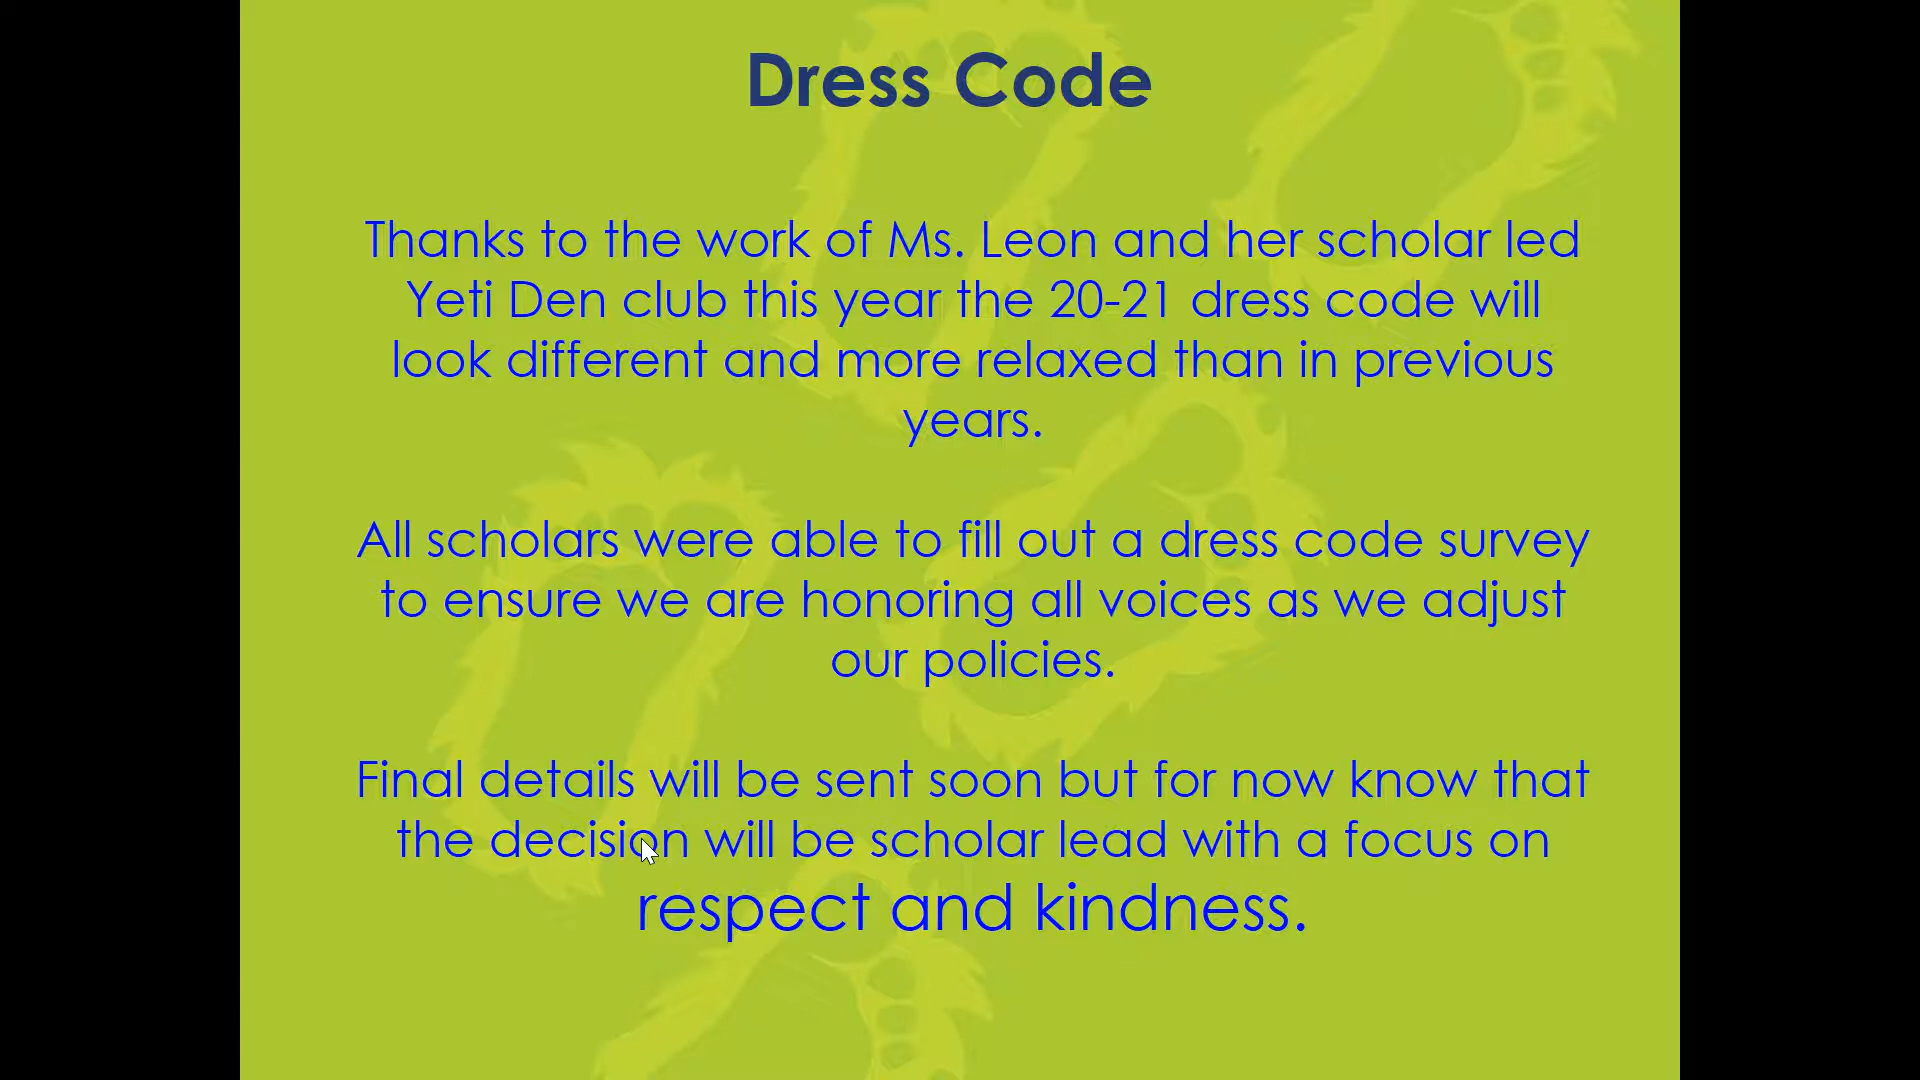 Dress Code
Thanks to the work of Ms. Leon and her scholar led
Yeti Den club this year the 20-21 dress code will
look different and more relaxed than in previous
years.
All scholars were able to fill out a dress code survey
to ensure we are honoring all voices as we adjust
our policies.
Final details will be sent soon but for now know that
the decision will be scholar lead with a focus on
respect and kindness.